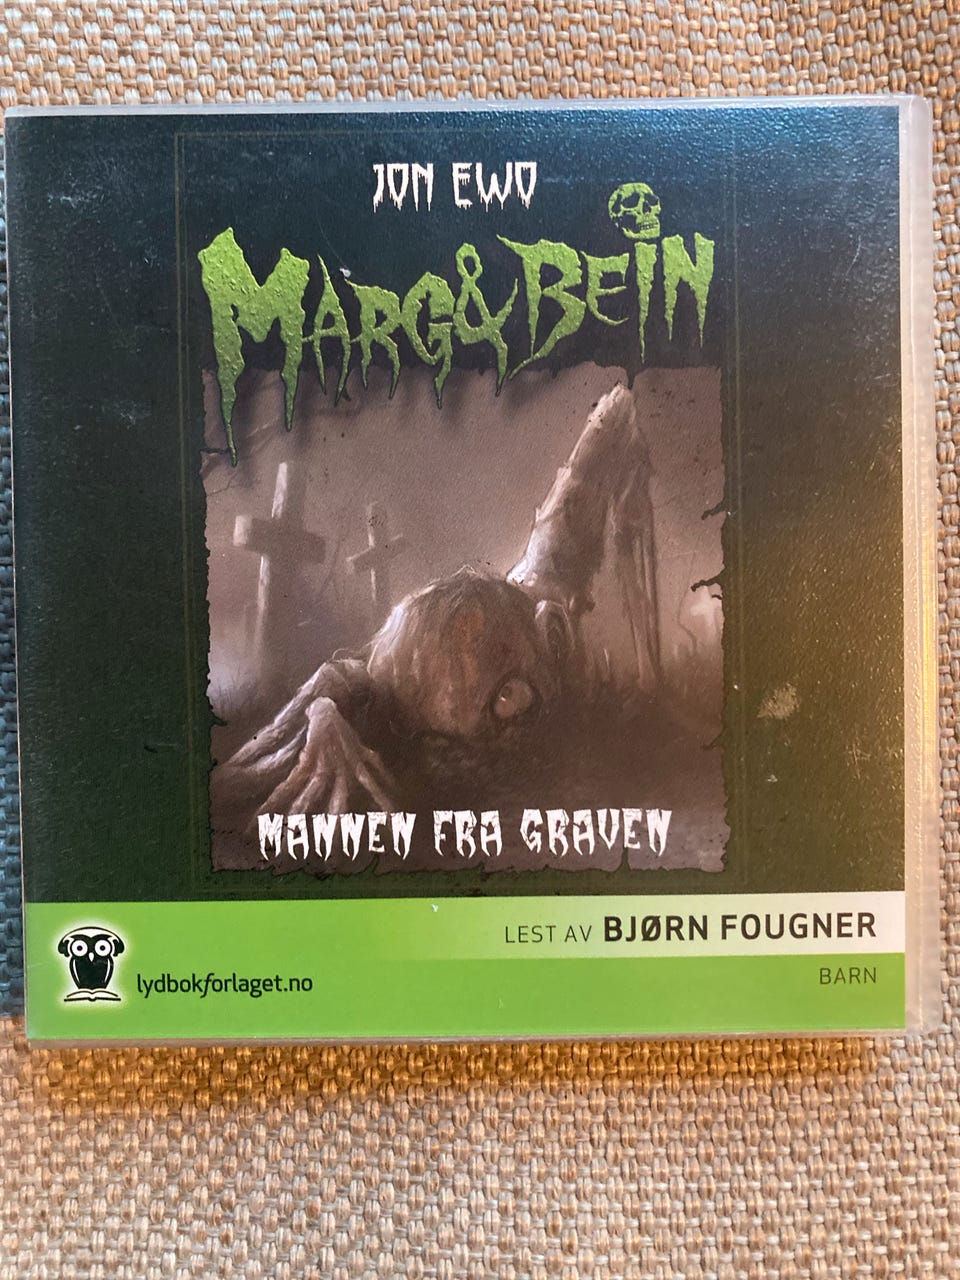 JON EWO
MARG & BEIN
MANNEN FRA GRAVEN
LEST AV BJØRN FOUGNER
lydbokforlaget.no
BARN